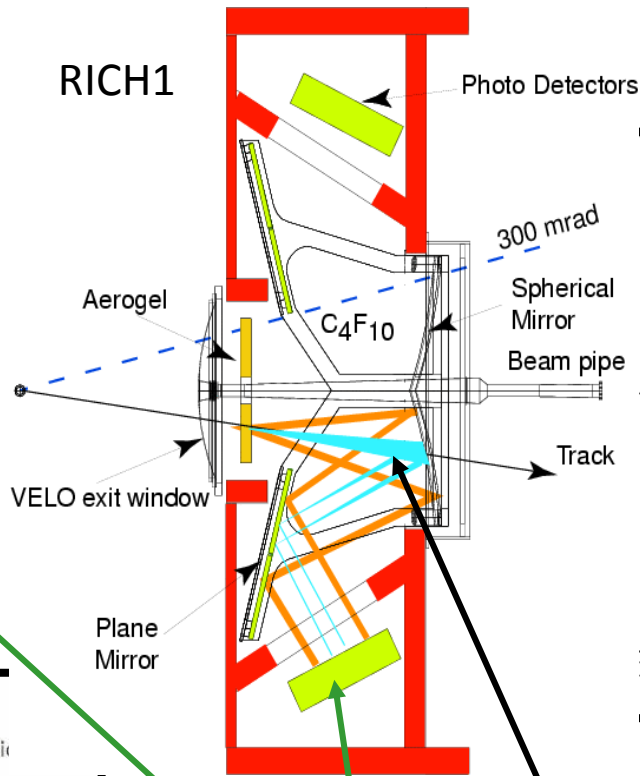 RICH1
Photo Detectors
300 mrad
Aerogel
C₄F₁₀
Spherical
Mirror
Beam pipe
Track
VELO exit window
Plane
Mirror